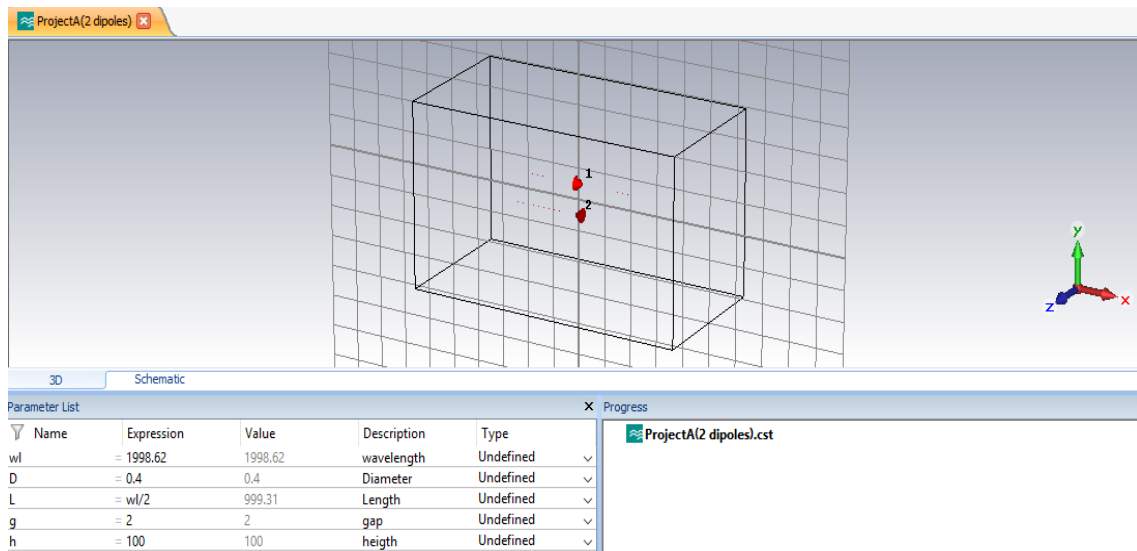 ProjectA(2 dipoles)
1
2
y
z
x
3D Schematic
Parameter List
Progress
Name Expression Value Description Type
wl = 1998.62 1998.62 wavelength Undefined
D = 0.4 0.4 Diameter Undefined
L = wl/2 999.31 Length Undefined
g = 2 2 gap Undefined
h = 100 100 heigth Undefined
ProjectA(2 dipoles).cst